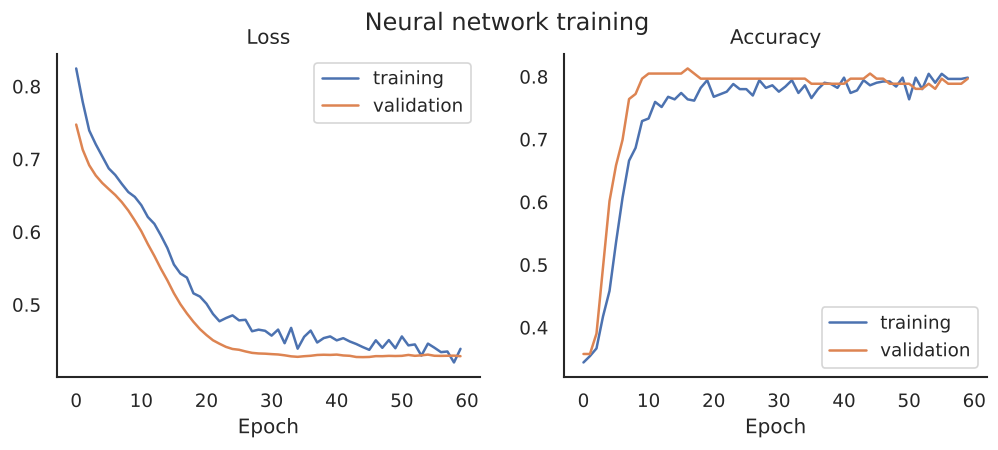 Neural network training
Loss
training
validation
0.8
0.7
0.6
0.5
0 10 20 30 40 50 60
Epoch
Accuracy
0.8
0.7
0.6
0.5
0.4
training
validation
0 10 20 30 40 50 60
Epoch